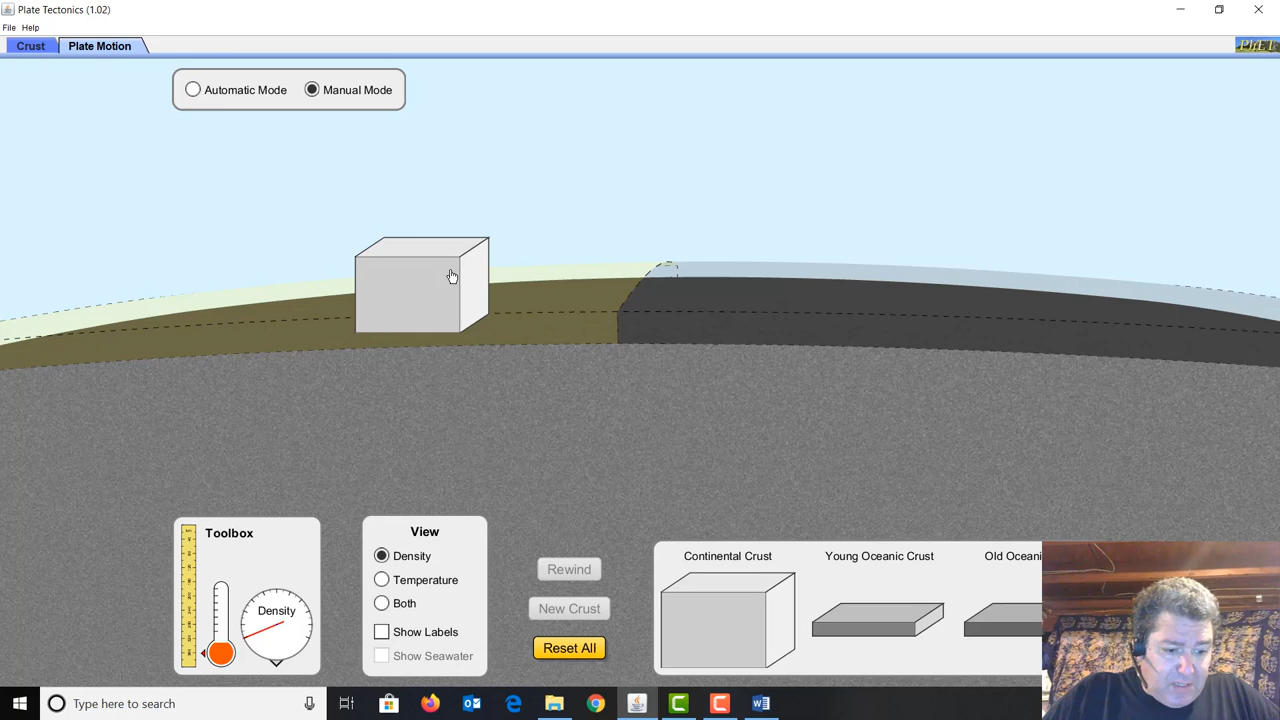 Plate Tectonics (1.02)
File Help
Crust Plate Motion
PhET
Automatic Mode Manual Mode
Toolbox
Density
View
Density
Temperature
Both
Show Labels
Show Seawater
Rewind
New Crust
Reset All
Continental Crust Young Oceanic Crust Old Oceani
Type here to search